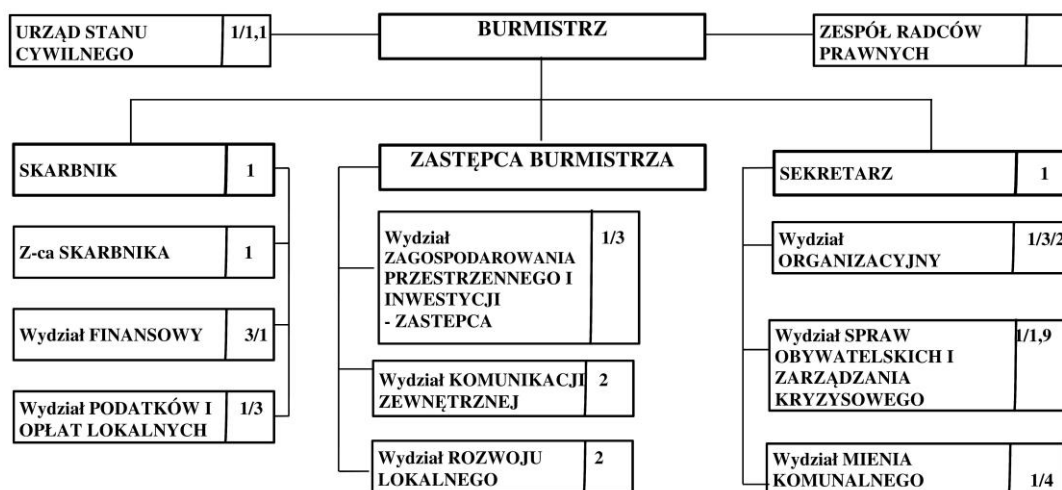 URZĄD STANU
CYWILNEGO
1/1,1
BURMISTRZ
ZESPÓŁ RADCÓW
PRAWNYCH
SKARBNIK
1
Z-ca SKARBNIKA
1
Wydział FINANSOWY
3/1
Wydział PODATKÓW I
OPŁAT LOKALNYCH
1/3
ZASTĘPCA BURMISTRZA
Wydział
ZAGOSPODAROWANIA
PRZESTRZENNEGO I
INWESTYCJI
- ZASTEPCA
1/3
Wydział KOMUNIKACJI
ZEWNĘTRZNEJ
2
Wydział ROZWOJU
LOKALNEGO
2
SEKRETARZ
1
Wydział
ORGANIZACYJNY
1/3/2
Wydział SPRAW
OBYWATELSKICH I
ZARZĄDZANIA
KRYZYSOWEGO
1/1,9
Wydział MIENIA
KOMUNALNEGO
1/4